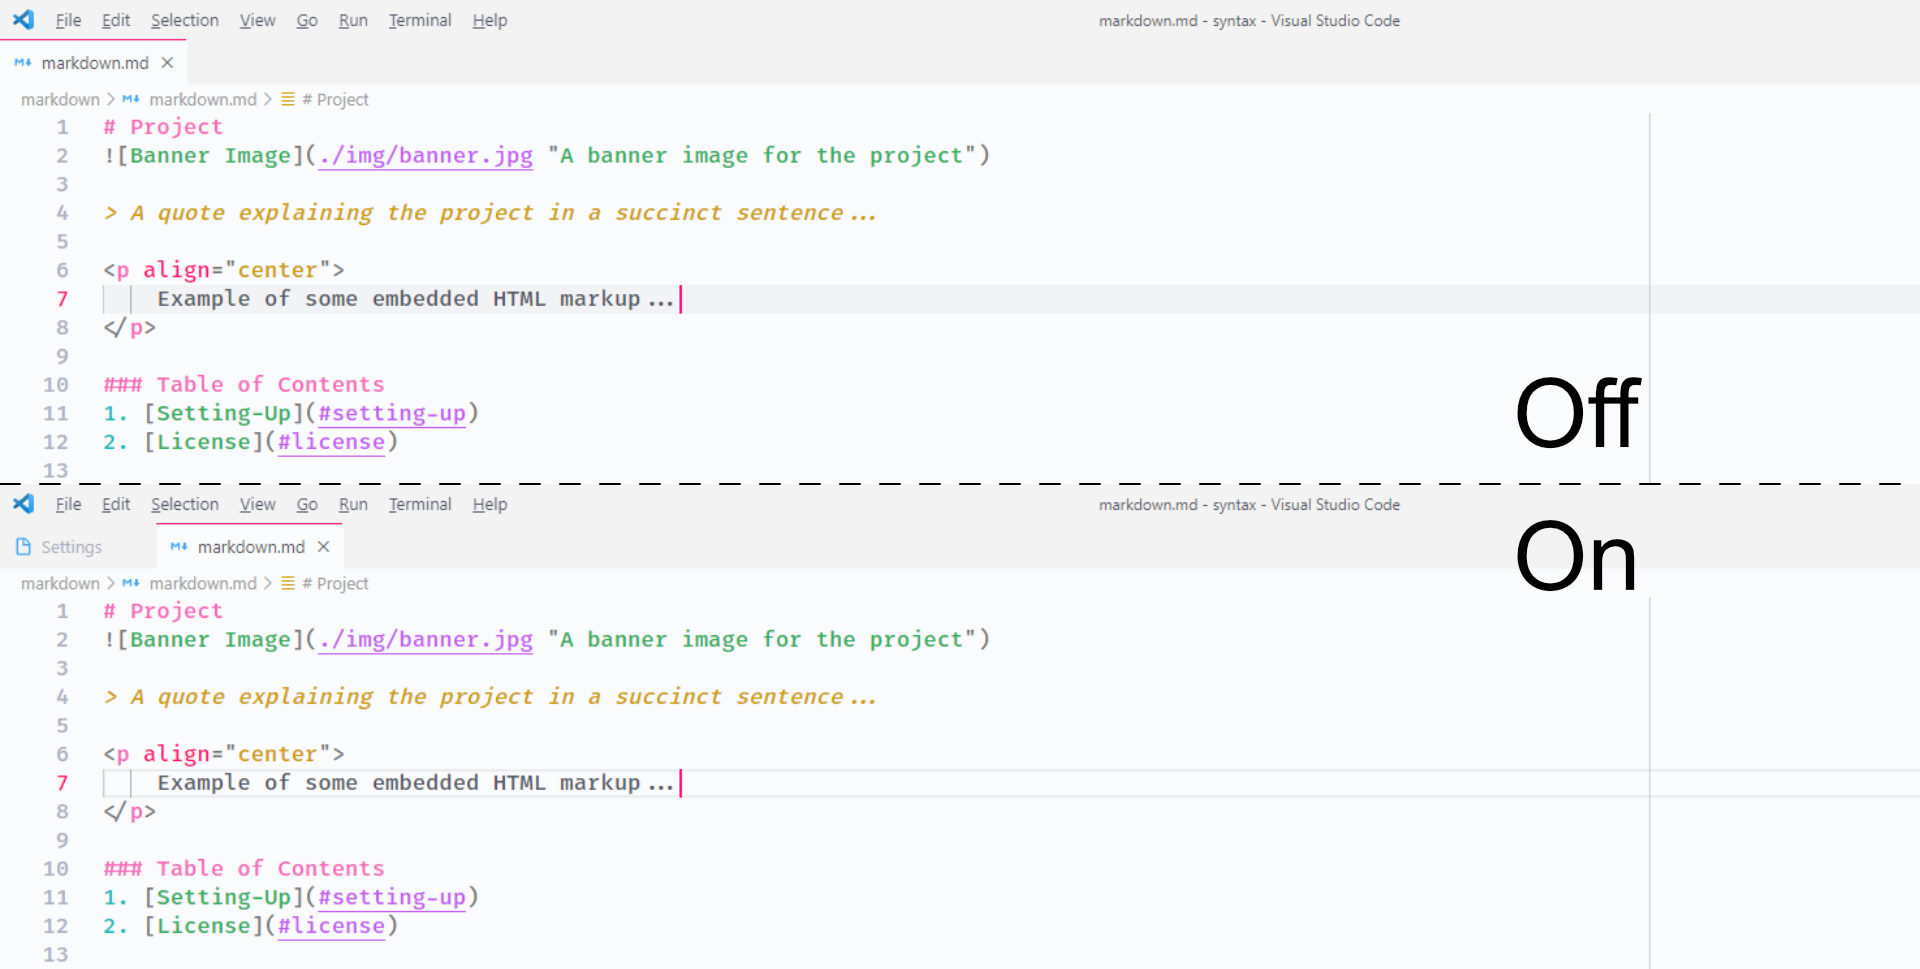 File Edit Selection View Go Run Terminal Help markdown.md - syntax - Visual Studio Code
markdown.md
markdown > markdown.md > # Project
1 # Project
2 ![Banner Image](./img/banner.jpg "A banner image for the project")
3
4 > A quote explaining the project in a succinct sentence...
5
6 <p align="center">
7 Example of some embedded HTML markup...
8 </p>
9
10 ### Table of Contents
11 1. [Setting-Up](#setting-up)
12 2. [License](#license)
13
Off
File Edit Selection View Go Run Terminal Help markdown.md - syntax - Visual Studio Code
Settings markdown.md
On
markdown > markdown.md > # Project
1 # Project
2 ![Banner Image](./img/banner.jpg "A banner image for the project")
3
4 > A quote explaining the project in a succinct sentence...
5
6 <p align="center">
7 Example of some embedded HTML markup...
8 </p>
9
10 ### Table of Contents
11 1. [Setting-Up](#setting-up)
12 2. [License](#license)
13